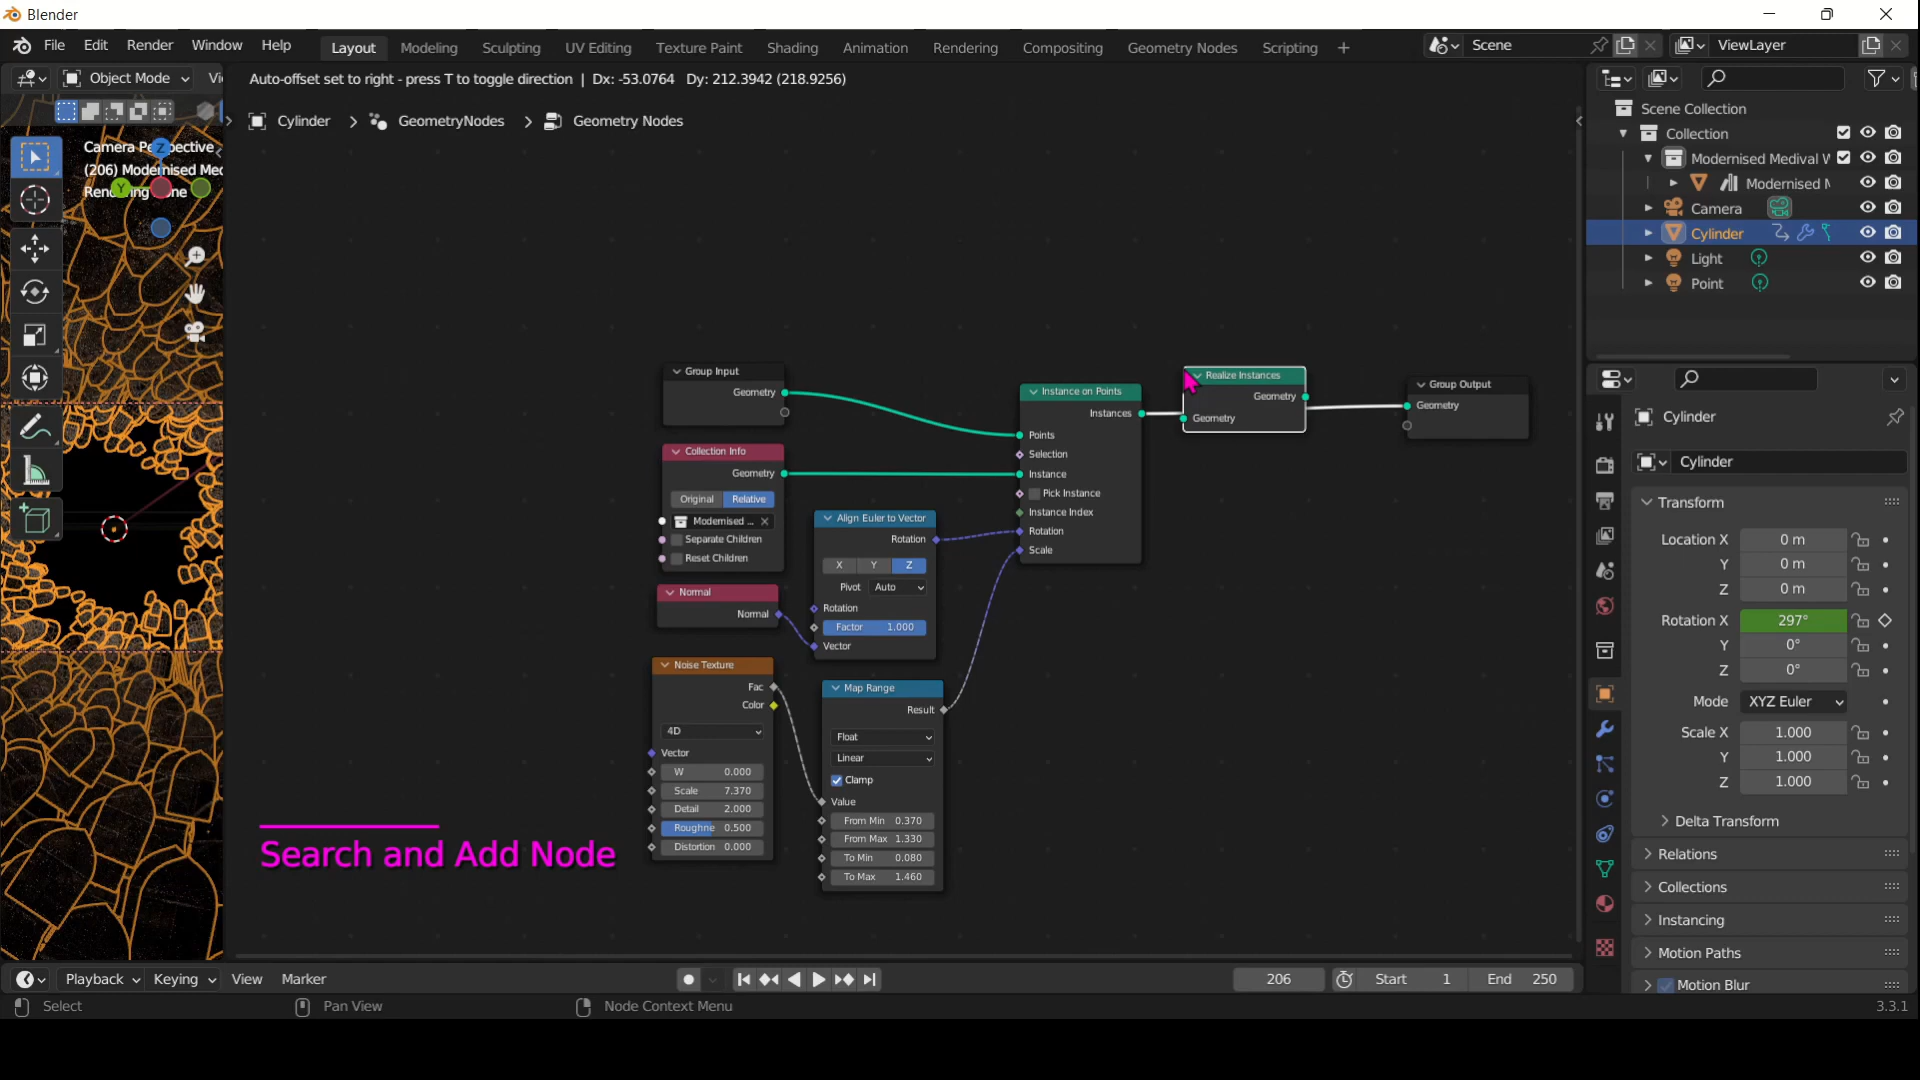 Blender
File Edit Render Window Help Layout Modeling Sculpting UV Editing Texture Paint Shading Animation Rendering Compositing Geometry Nodes Scripting + Scene ViewLayer
Object Mode Auto-offset set to right - press T to toggle direction | Dx: -53.0764 Dy: 212.3942 (218.9256)
Cylinder > GeometryNodes > Geometry Nodes
Z
Y
Scene Collection
Collection
Modernised Medival
Modernised
Camera
Cylinder
Light
Point
Group Input
Geometry
Collection Info
Geometry
Original Relative
Modernised ...
Separate Children
Reset Children
Normal
Normal
Noise Texture
Fac
Color
4D
Vector
W 0.000
Scale 7.370
Detail 2.000
Roughne 0.500
Distortion 0.000
Align Euler to Vector
Rotation
X Y Z
Pivot Auto
Rotation
Factor 1.000
Vector
Map Range
Result
Float
Linear
Clamp
Value
From Min 0.370
From Max 1.330
To Min 0.080
To Max 1.460
Instance on Points
Instances
Points
Selection
Instance
Pick Instance
Instance Index
Rotation
Scale
Realize Instances
Geometry
Geometry
Group Output
Geometry
Search and Add Node
Cylinder
Cylinder
Transform
Location X 0 m
Y 0 m
Z 0 m
Rotation X 297°
Y 0°
Z 0°
Mode XYZ Euler
Scale X 1.000
Y 1.000
Z 1.000
Delta Transform
Relations
Collections
Instancing
Motion Paths
Motion Blur
Playback Keying View Marker 206 Start 1 End 250
Select Pan View Node Context Menu 3.3.1